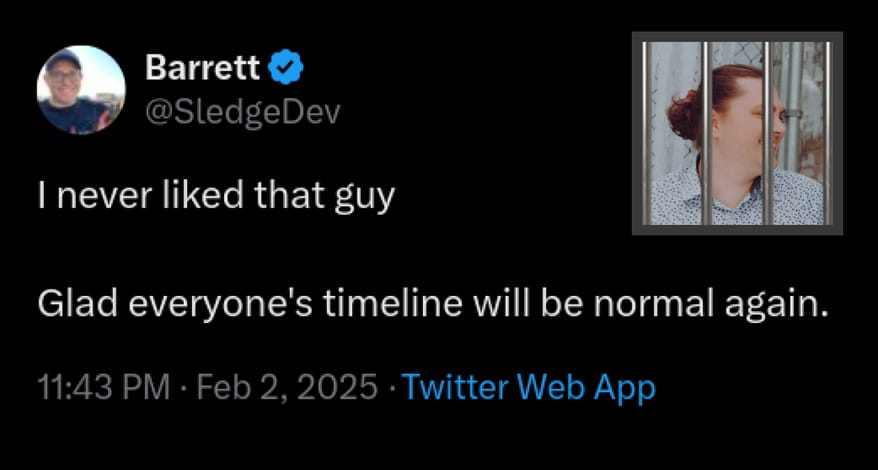 Barrett
@SledgeDev
I never liked that guy
Glad everyone's timeline will be normal again.
11:43 PM · Feb 2, 2025 · Twitter Web App